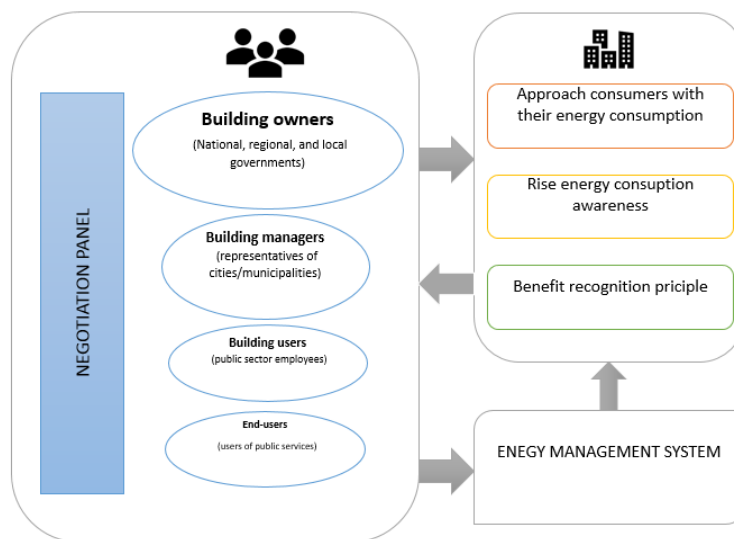 NEGOTIATION PANEL
Building owners
(National, regional, and local
governments)
Building managers
(representatives of
cities/municipalities)
Building users
(public sector employees)
End-users
(users of public services)
Approach consumers with
their energy consumption
Rise energy consuption
awareness
Benefit recognition priciple
ENEGY MANAGEMENT SYSTEM